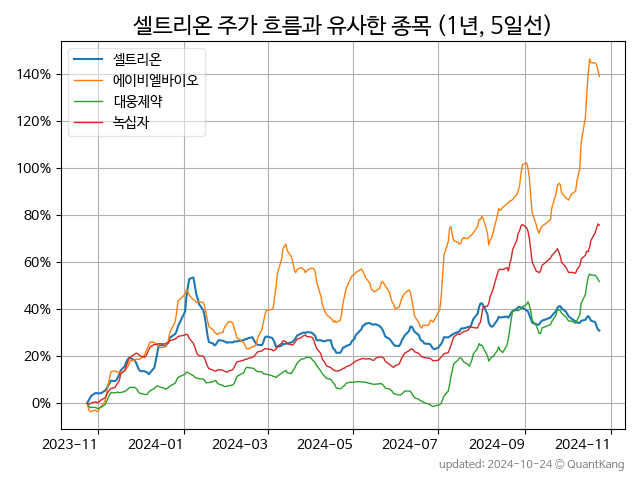 셀트리온 주가 흐름과 유사한 종목 (1년, 5일선)
셀트리온
에이비엘바이오
대웅제약
녹십자
140%
120%
100%
80%
60%
40%
20%
0%
2023-11
2024-01
2024-03
2024-05
2024-07
2024-09
2024-11
updated: 2024-10-24 © QuantKang